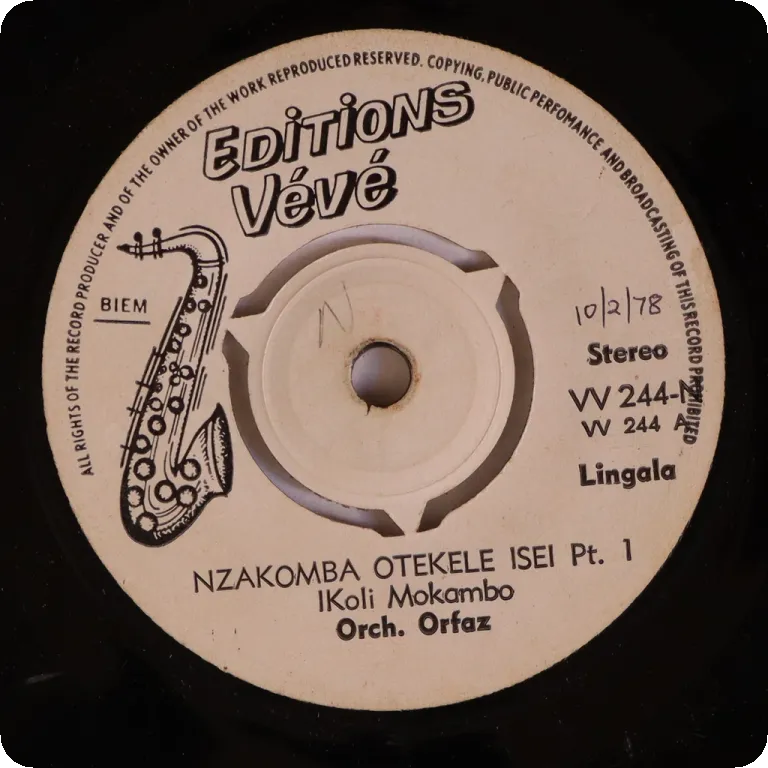 ALL RIGHTS OF THE RECORD PRODUCER AND OF THE OWNER OF THE WORK REPRODUCED RESERVED. COPYING, PUBLIC PERFOMANCE AND BROADCASTING OF THIS RECORD PROHIBITED
EDiTiONS
Vévé
BIEM
N
10/2/78
Stereo
VV 244-N
VV 244 A
Lingala
NZAKOMBA OTEKELE ISEI Pt. 1
IKoli Mokambo
Orch. Orfaz